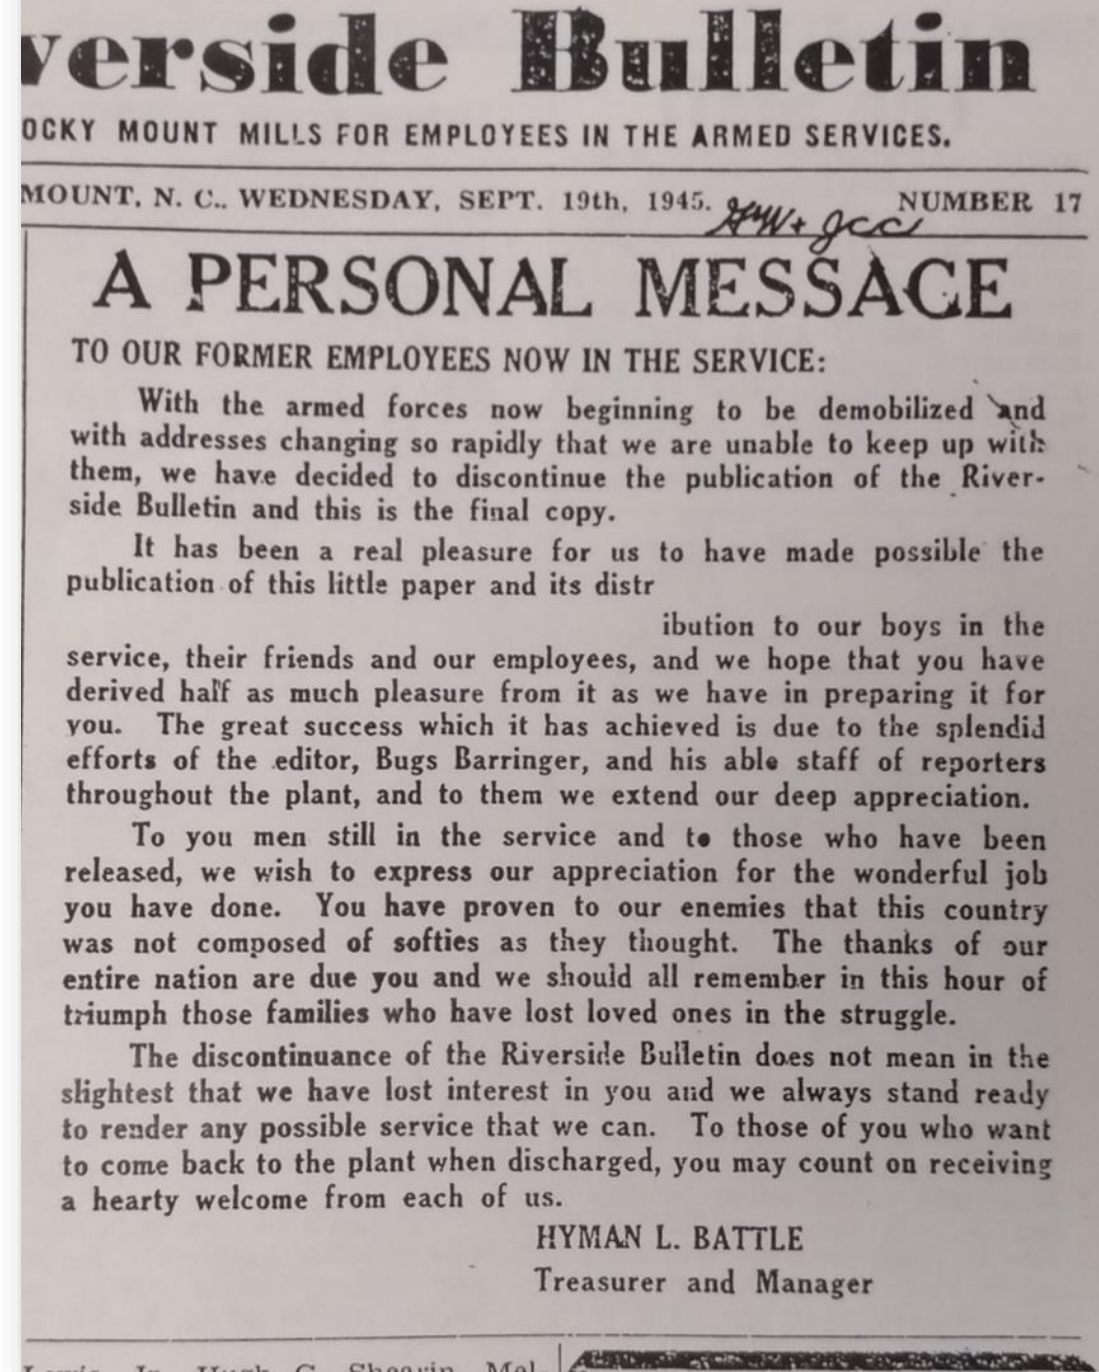 verside Bulletin
OCKY MOUNT MILLS FOR EMPLOYEES IN THE ARMED SERVICES.
MOUNT, N. C., WEDNESDAY, SEPT. 19th, 1945.
NUMBER 17
A PERSONAL MESSAGE
TO OUR FORMER EMPLOYEES NOW IN THE SERVICE:
With the armed forces now beginning to be demobilized and
with addresses changing so rapidly that we are unable to keep up with
them, we have decided to discontinue the publication of the River-
side Bulletin and this is the final copy.
It has been a real pleasure for us to have made possible the
publication of this little paper and its distr
ibution to our boys in the
service, their friends and our employees, and we hope that you have
derived half as much pleasure from it as we have in preparing it for
you. The great success which it has achieved is due to the splendid
efforts of the editor, Bugs Barringer, and his able staff of reporters
throughout the plant, and to them we extend our deep appreciation.
To you men still in the service and to those who have been
released, we wish to express our appreciation for the wonderful job
you have done. You have proven to our enemies that this country
was not composed of softies as they thought. The thanks of our
entire nation are due you and we should all remember in this hour of
triumph those families who have lost loved ones in the struggle.
The discontinuance of the Riverside Bulletin does not mean in the
slightest that we have lost interest in you and we always stand ready
to render any possible service that we can. To those of you who want
to come back to the plant when discharged, you may count on receiving
a hearty welcome from each of us.
HYMAN L. BATTLE
Treasurer and Manager